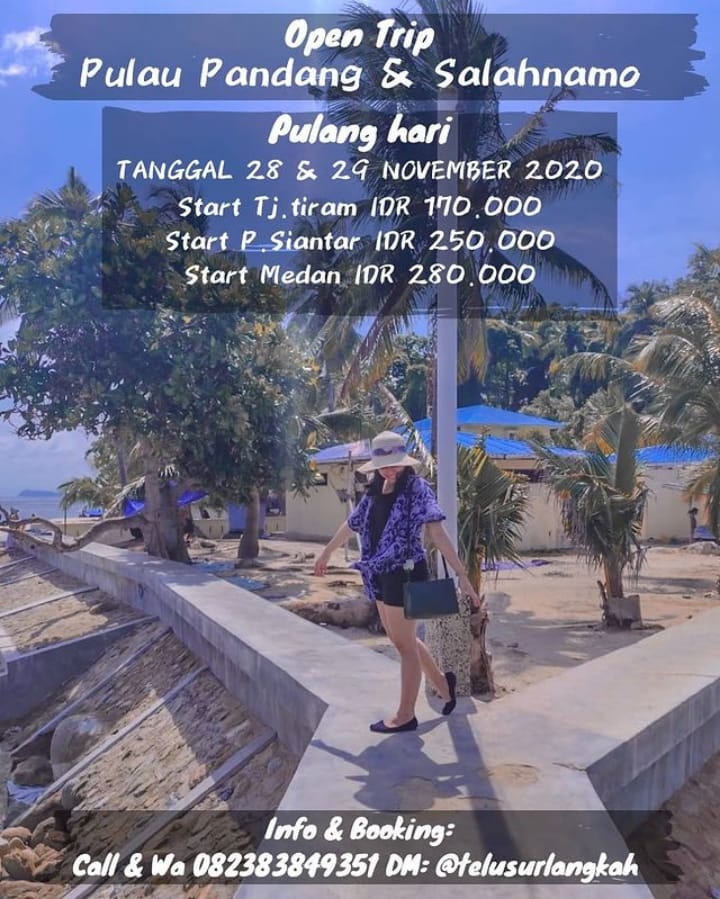 Open Trip
Pulau Pandang & Salahnamo
Pulang hari
TANGGAL 28 & 29 NOVEMBER 2020
Start Tj.tiram IDR 170.000
Start P.Siantar IDR 250.000
Start Medan IDR 280.000
Info & Booking:
Call & Wa 082383849351 DM: @telusurlangkah